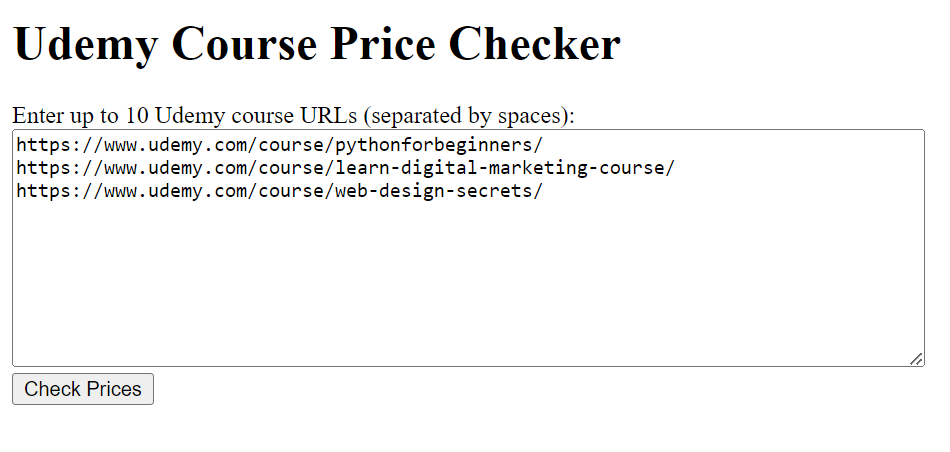 Udemy Course Price Checker
Enter up to 10 Udemy course URLs (separated by spaces):
https://www.udemy.com/course/pythonforbeginners/
https://www.udemy.com/course/learn-digital-marketing-course/
https://www.udemy.com/course/web-design-secrets/
Check Prices